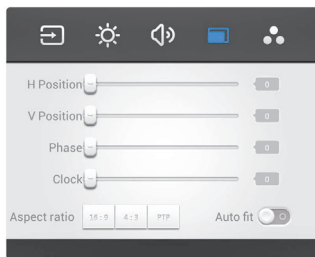 H Position 0
V Position 0
Phase 0
Clock 0
Aspect ratio 16:9 4:3 PTP Auto fit